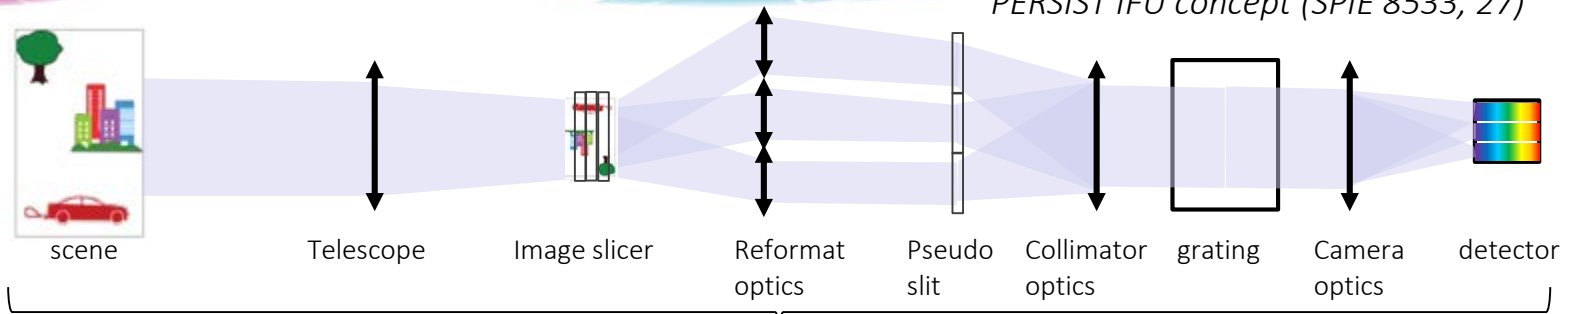 PERSIST IFU concept (SPIE 8533, 27)
scene
Telescope
Image slicer
Reformat
optics
Pseudo
slit
Collimator
optics
grating
Camera
optics
detector